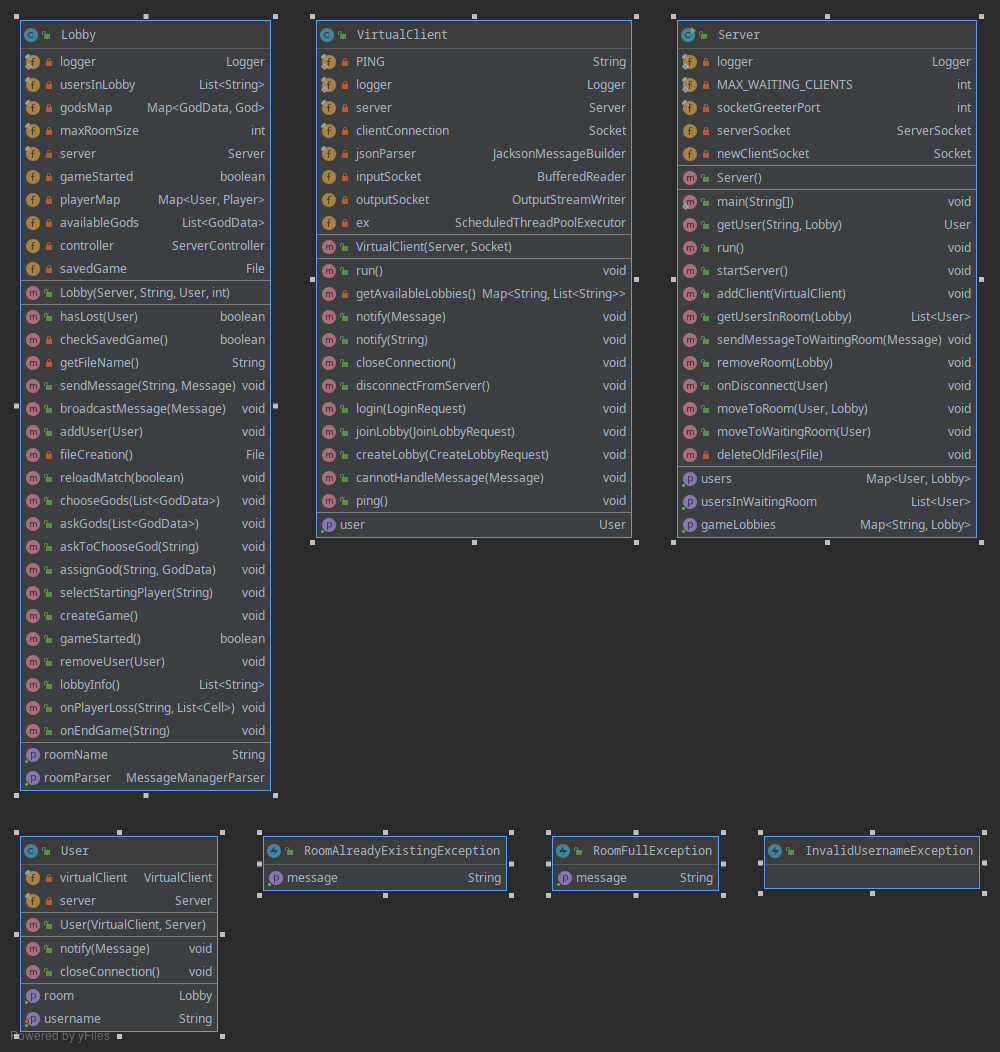 Lobby
logger Logger
usersInLobby List<String>
godsMap Map<GodData, God>
maxRoomSize int
server Server
gameStarted boolean
playerMap Map<User, Player>
availableGods List<GodData>
controller ServerController
savedGame File
Lobby(Server, String, User, int)
hasLost(User) boolean
checkSavedGame() boolean
getFileName() String
sendMessage(String, Message) void
broadcastMessage(Message) void
addUser(User) void
fileCreation() File
reloadMatch(boolean) void
chooseGods(List<GodData>) void
askGods(List<GodData>) void
askToChooseGod(String) void
assignGod(String, GodData) void
selectStartingPlayer(String) void
createGame() void
gameStarted() boolean
removeUser(User) void
lobbyInfo() List<String>
onPlayerLoss(String, List<Cell>) void
onEndGame(String) void
roomName String
roomParser MessageManagerParser
VirtualClient
PING String
logger Logger
server Server
clientConnection Socket
jsonParser JacksonMessageBuilder
inputSocket BufferedReader
outputSocket OutputStreamWriter
ex ScheduledThreadPoolExecutor
VirtualClient(Server, Socket)
run() void
getAvailableLobbies() Map<String, List<String>>
notify(Message) void
notify(String) void
closeConnection() void
disconnectFromServer() void
login(LoginRequest) void
joinLobby(JoinLobbyRequest) void
createLobby(CreateLobbyRequest) void
cannotHandleMessage(Message) void
ping() void
user User
Server
logger Logger
MAX_WAITING_CLIENTS int
socketGreeterPort int
serverSocket ServerSocket
newClientSocket Socket
Server()
main(String[]) void
getUser(String, Lobby) User
run() void
startServer() void
addClient(VirtualClient) void
getUsersInRoom(Lobby) List<User>
sendMessageToWaitingRoom(Message) void
removeRoom(Lobby) void
onDisconnect(User) void
moveToRoom(User, Lobby) void
moveToWaitingRoom(User) void
deleteOldFiles(File) void
users Map<User, Lobby>
usersInWaitingRoom List<User>
gameLobbies Map<String, Lobby>
User
virtualClient VirtualClient
server Server
User(VirtualClient, Server)
notify(Message) void
closeConnection() void
room Lobby
username String
RoomAlreadyExistingException
message String
RoomFullException
message String
InvalidUsernameException
Powered by yFiles